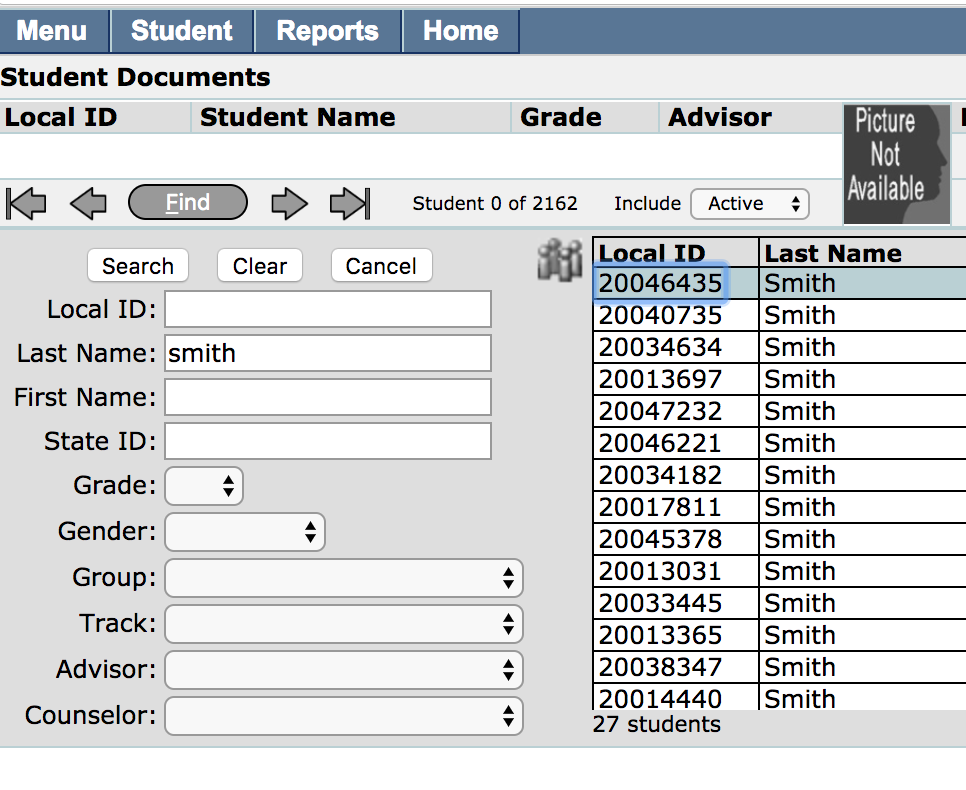 Menu Student Reports Home
Student Documents
Local ID Student Name Grade Advisor
Picture
Not
Available
Find Student 0 of 2162 Include Active
Search Clear Cancel
Local ID:
Last Name: smith
First Name:
State ID:
Grade:
Gender:
Group:
Track:
Advisor:
Counselor:
Local ID Last Name
20046435 Smith
20040735 Smith
20034634 Smith
20013697 Smith
20047232 Smith
20046221 Smith
20034182 Smith
20017811 Smith
20045378 Smith
20013031 Smith
20033445 Smith
20013365 Smith
20038347 Smith
20014440 Smith
27 students